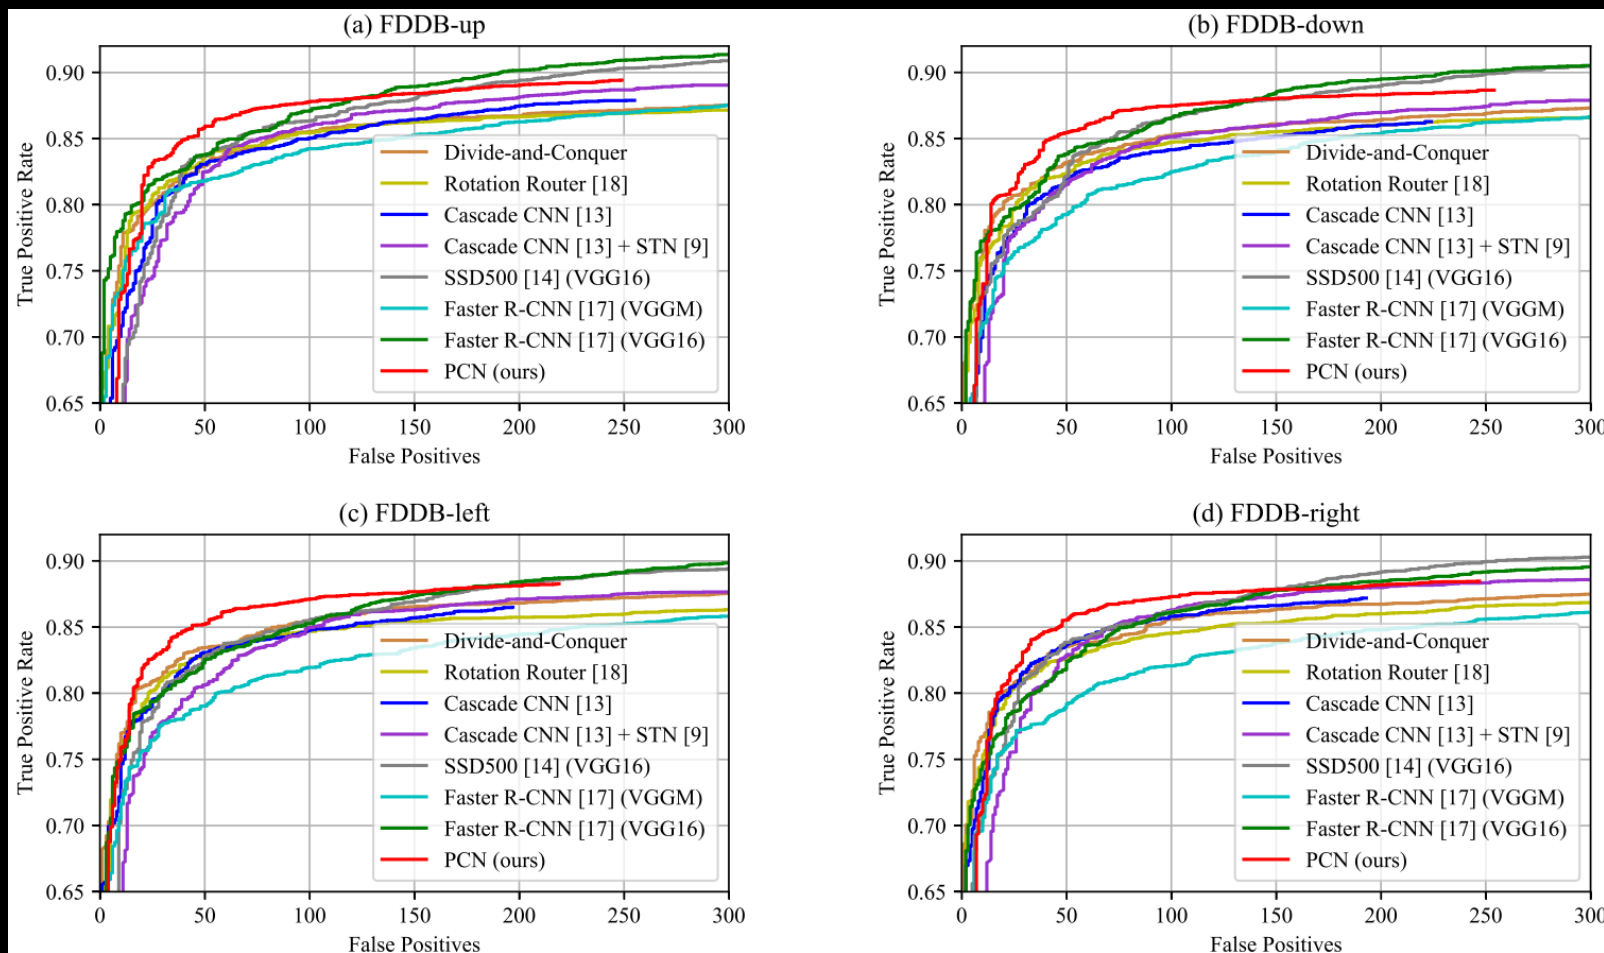 (a) FDDB-up
0.90
0.85
0.80
0.75
0.70
0.65
True Positive Rate
Divide-and-Conquer
Rotation Router [18]
Cascade CNN [13]
Cascade CNN [13] + STN [9]
SSD500 [14] (VGG16)
Faster R-CNN [17] (VGGM)
Faster R-CNN [17] (VGG16)
PCN (ours)
0 50 100 150 200 250 300
False Positives
(b) FDDB-down
0.90
0.85
0.80
0.75
0.70
0.65
True Positive Rate
Divide-and-Conquer
Rotation Router [18]
Cascade CNN [13]
Cascade CNN [13] + STN [9]
SSD500 [14] (VGG16)
Faster R-CNN [17] (VGGM)
Faster R-CNN [17] (VGG16)
PCN (ours)
0 50 100 150 200 250 300
False Positives
(c) FDDB-left
0.90
0.85
0.80
0.75
0.70
0.65
True Positive Rate
Divide-and-Conquer
Rotation Router [18]
Cascade CNN [13]
Cascade CNN [13] + STN [9]
SSD500 [14] (VGG16)
Faster R-CNN [17] (VGGM)
Faster R-CNN [17] (VGG16)
PCN (ours)
0 50 100 150 200 250 300
False Positives
(d) FDDB-right
0.90
0.85
0.80
0.75
0.70
0.65
True Positive Rate
Divide-and-Conquer
Rotation Router [18]
Cascade CNN [13]
Cascade CNN [13] + STN [9]
SSD500 [14] (VGG16)
Faster R-CNN [17] (VGGM)
Faster R-CNN [17] (VGG16)
PCN (ours)
0 50 100 150 200 250 300
False Positives